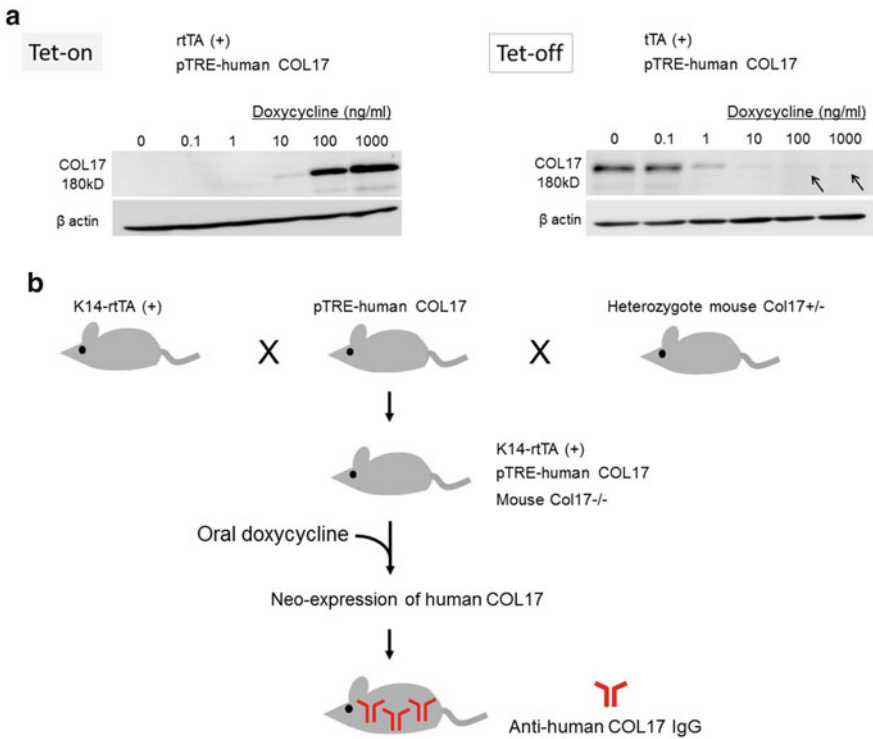 a
Tet-on
rtTA (+)
pTRE-human COL17
Doxycycline (ng/ml)
0 0.1 1 10 100 1000
COL17
180kD
β actin
Tet-off
tTA (+)
pTRE-human COL17
Doxycycline (ng/ml)
0 0.1 1 10 100 1000
COL17
180kD
β actin
b
K14-rtTA (+)
pTRE-human COL17
Heterozygote mouse Col17+/-
X X
K14-rtTA (+)
pTRE-human COL17
Mouse Col17-/-
Oral doxycycline
Neo-expression of human COL17
Anti-human COL17 IgG